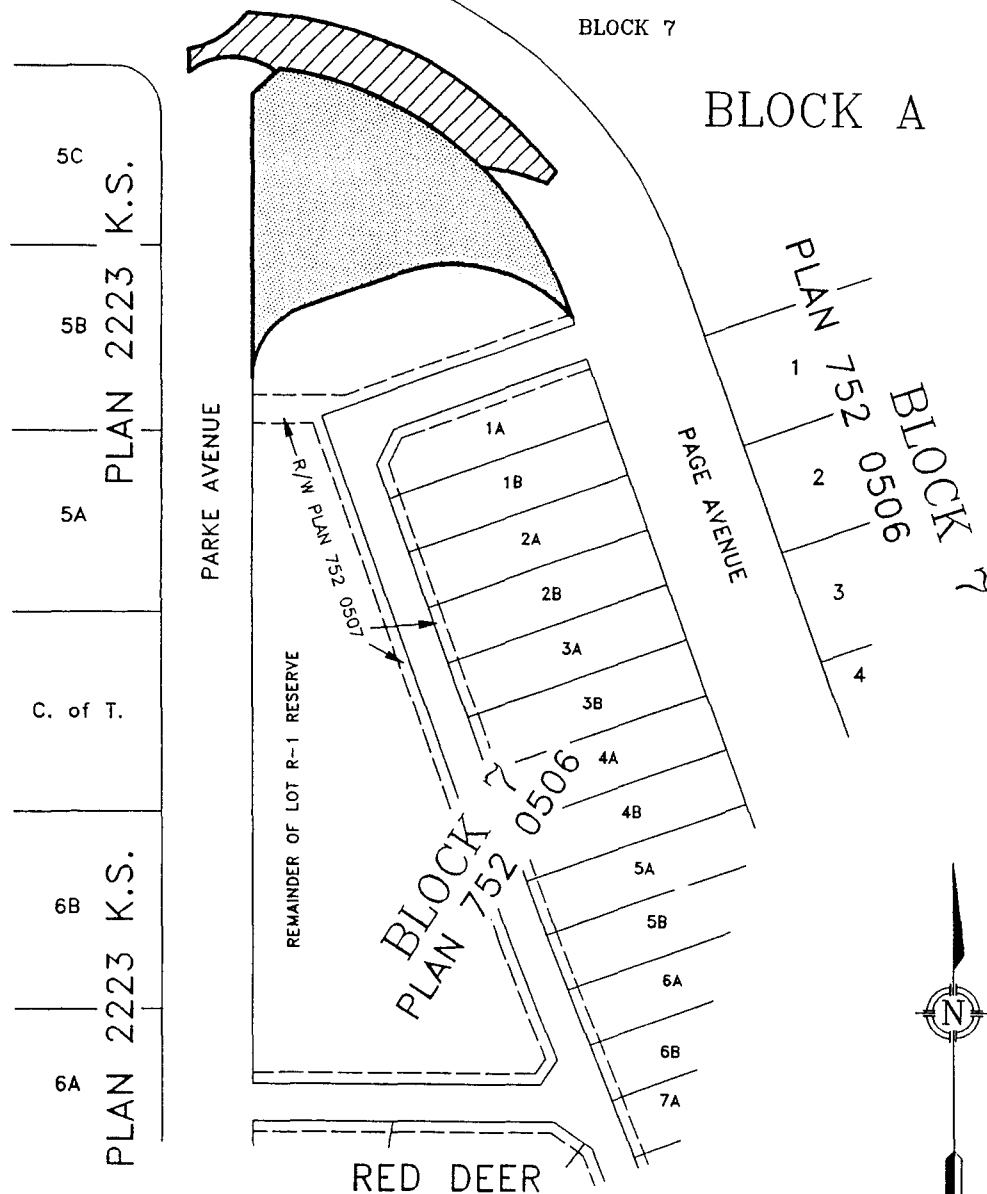 BLOCK 7
BLOCK A
5C
PLAN 2223 K.S.
5B
5A
C. of T.
6B
PLAN 2223 K.S.
6A
PARKE AVENUE
R/W PLAN 752 0507
REMAINDER OF LOT R-1 RESERVE
BLOCK 7
PLAN 752 0506
1A
1B
2A
2B
3A
3B
4A
4B
5A
5B
6A
6B
7A
PAGE AVENUE
PLAN 752 0506
BLOCK 7
1
2
3
4
N
RED DEER